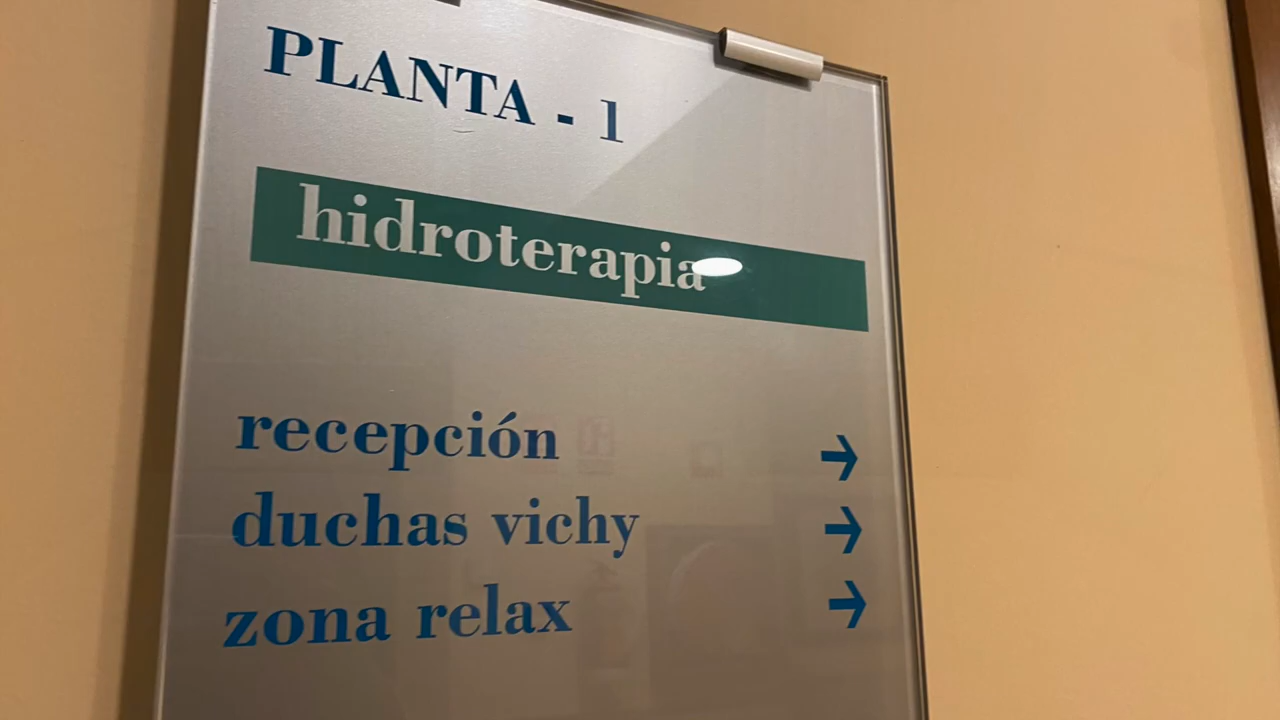 PLANTA - 1
hidroterapia
recepción →
duchas vichy →
zona relax →